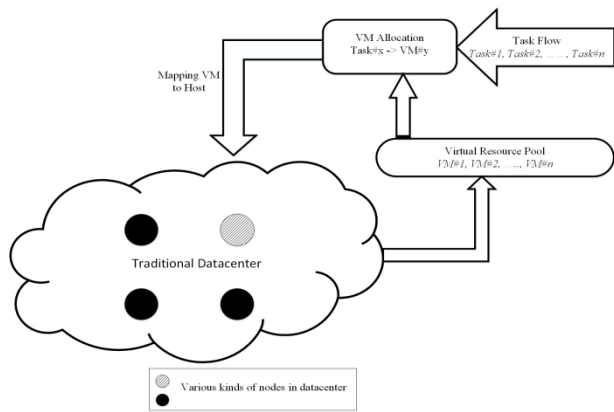 VM Allocation
Task#x -> VM#y
Task Flow
Task#1, Task#2, ......, Task#n
Mapping VM
to Host
Virtual Resource Pool
VM#1, VM#2, ....., VM#n
Traditional Datacenter
Various kinds of nodes in datacenter